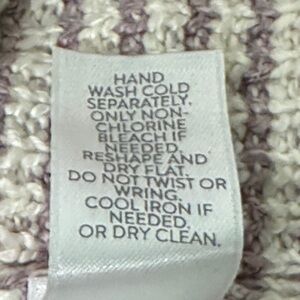 HAND
WASH COLD
SEPARATELY.
ONLY NON-
CHLORINE
BLEACH IF
NEEDED.
RESHAPE AND
DRY FLAT.
DO NOT TWIST OR
WRING.
COOL IRON IF
NEEDED.
OR DRY CLEAN.